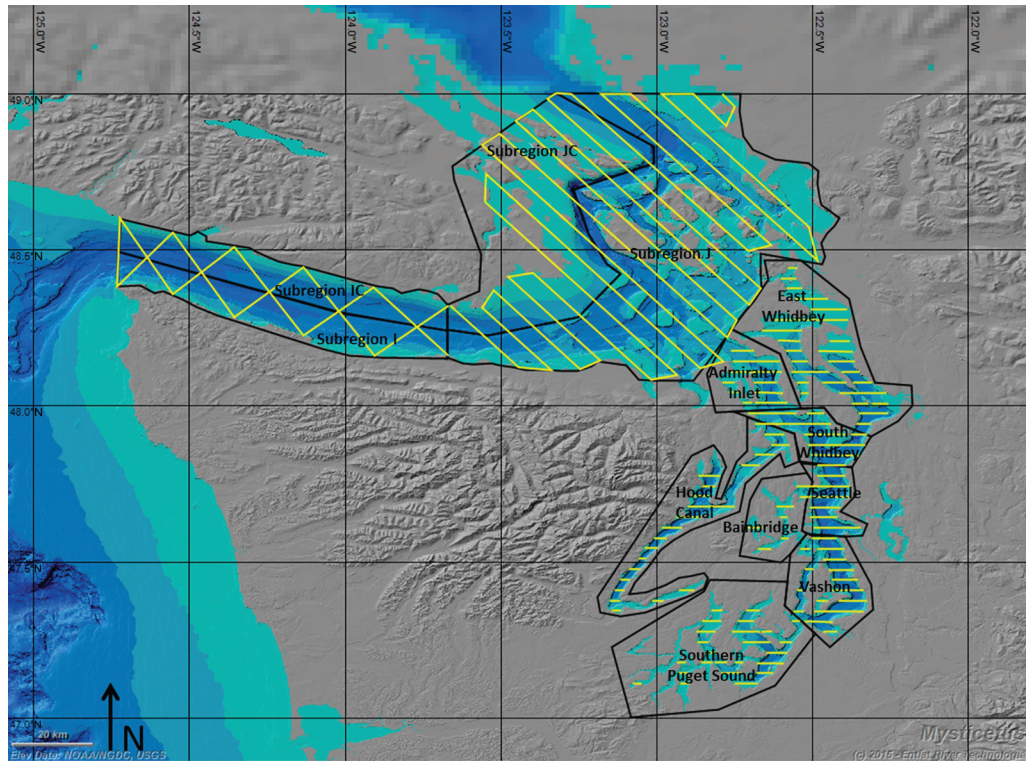 125.0°W
124.5°W
124.0°W
123.5°W
123.0°W
122.5°W
122.0°W
49.0°N
Subregion JC
48.5°N
Subregion J
Subregion IC
East
Whidbey
Subregion I
Admiralty
Inlet
48.0°N
South
Whidbey
Hood
Canal
Seattle
Bainbridge
47.5°N
Vashon
Southern
Puget Sound
47.0°N
20 km
N
Mysticetus
Elev Data: NOAA/NGDC, USGS
(c) 2015 - Entiat River Technologies